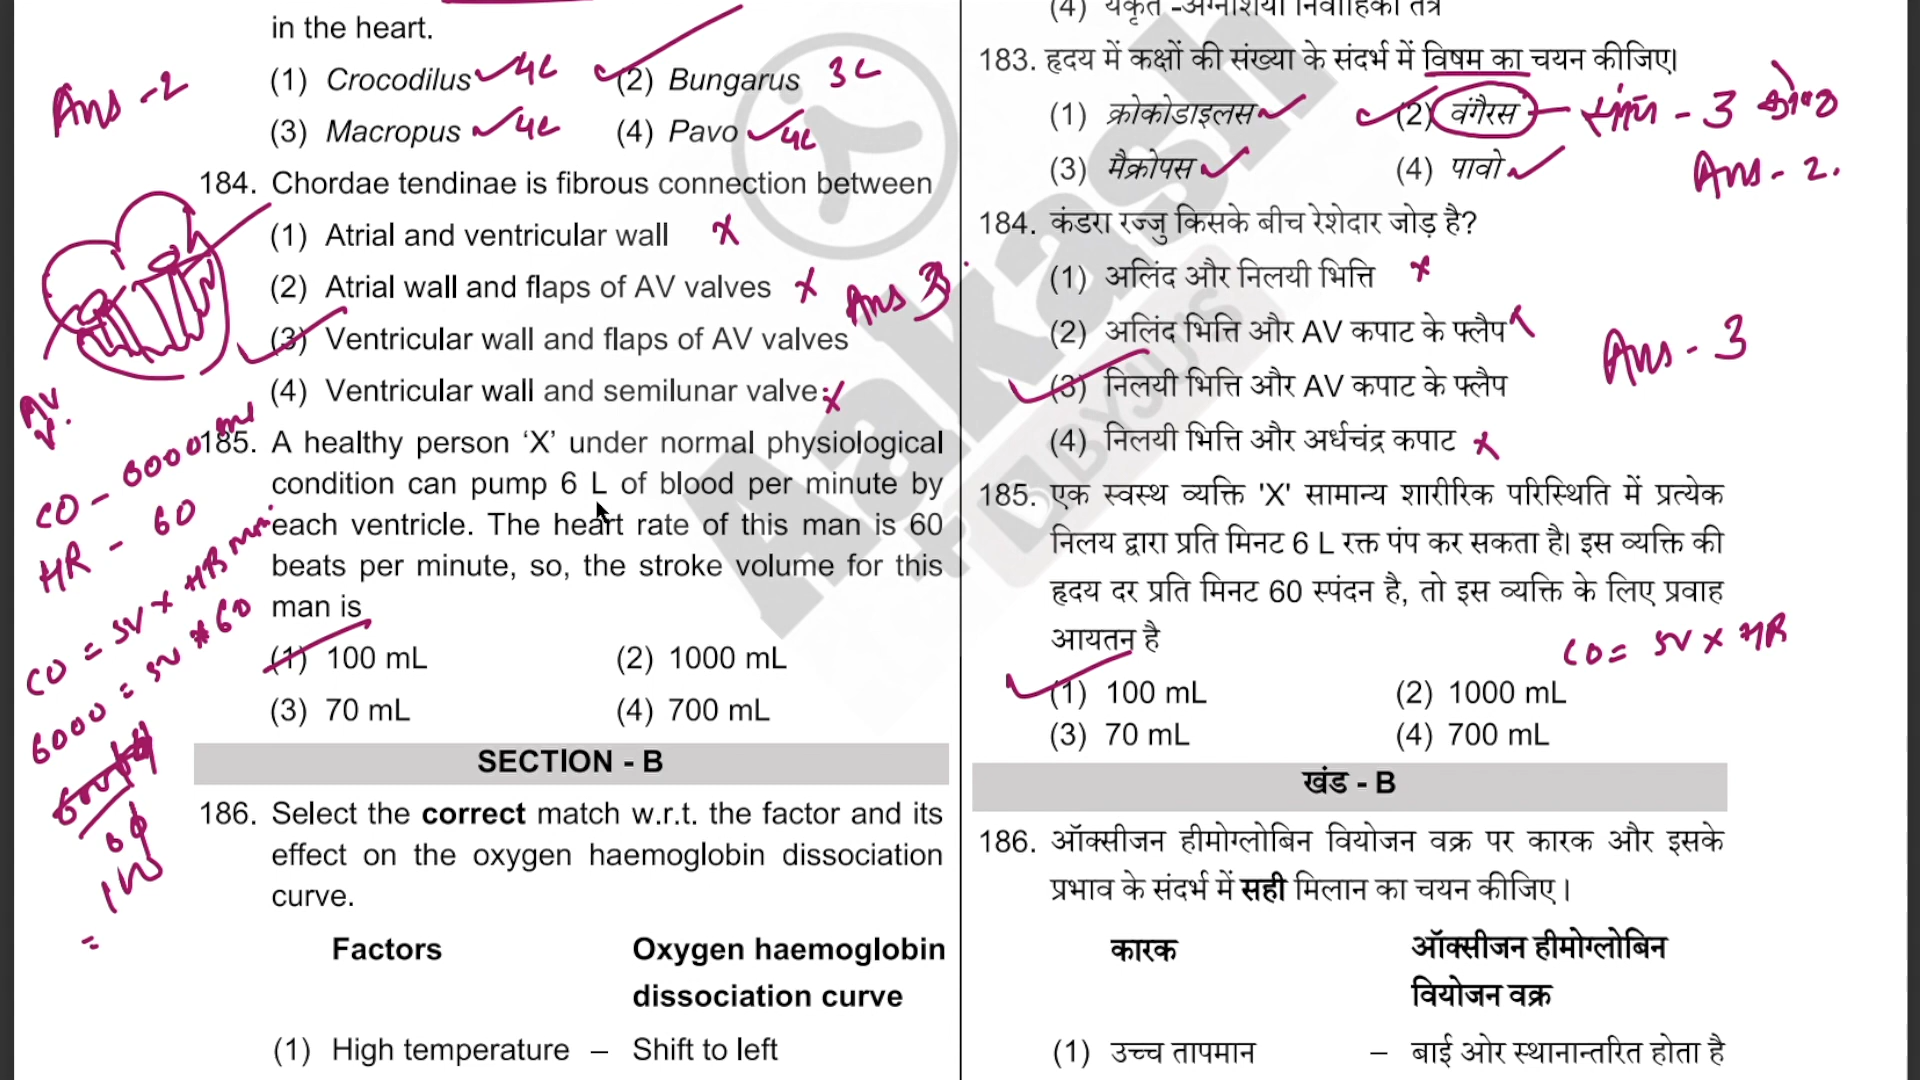 in the heart.
(1) Crocodilus 4C (2) Bungarus 3C
(3) Macropus 4C (4) Pavo 4C
Ans - 2
184. Chordae tendinae is fibrous connection between
(1) Atrial and ventricular wall x
(2) Atrial wall and flaps of AV valves x
Ans 3
(3) Ventricular wall and flaps of AV valves
(4) Ventricular wall and semilunar valve x
AV
V.
185. A healthy person ‘X’ under normal physiological
condition can pump 6 L of blood per minute by
each ventricle. The heart rate of this man is 60
beats per minute, so, the stroke volume for this
man is
(1) 100 mL (2) 1000 mL
(3) 70 mL (4) 700 mL
CO - 6000 ml
HR - 60
CO = SV x HR
6000 = SV * 60
=
SECTION - B
186. Select the correct match w.r.t. the factor and its
effect on the oxygen haemoglobin dissociation
curve.
Factors Oxygen haemoglobin
dissociation curve
(1) High temperature – Shift to left
(4) यकृत -अग्नाशयी निर्वाहिका तंत्र
183. हृदय में कक्षों की संख्या के संदर्भ में विषम का चयन कीजिए।
(1) क्रोकोडाइलस (2) वंगैरस - 3
(3) मैक्रोपस (4) पावो
Ans - 2.
184. कंडरा रज्जु किसके बीच रेशेदार जोड़ है?
(1) अलिंद और निलयी भित्ति x
(2) अलिंद भित्ति और AV कपाट के फ्लैप
(3) निलयी भित्ति और AV कपाट के फ्लैप
Ans - 3
(4) निलयी भित्ति और अर्धचंद्र कपाट x
185. एक स्वस्थ व्यक्ति 'X' सामान्य शारीरिक परिस्थिति में प्रत्येक
निलय द्वारा प्रति मिनट 6 L रक्त पंप कर सकता है। इस व्यक्ति की
हृदय दर प्रति मिनट 60 स्पंदन है, तो इस व्यक्ति के लिए प्रवाह
आयतन है
CO = SV x HR
(1) 100 mL (2) 1000 mL
(3) 70 mL (4) 700 mL
खंड - B
186. ऑक्सीजन हीमोग्लोबिन वियोजन वक्र पर कारक और इसके
प्रभाव के संदर्भ में सही मिलान का चयन कीजिए।
कारक ऑक्सीजन हीमोग्लोबिन
वियोजन वक्र
(1) उच्च तापमान – बाई ओर स्थानान्तरित होता है
Aakash
BYJU'S